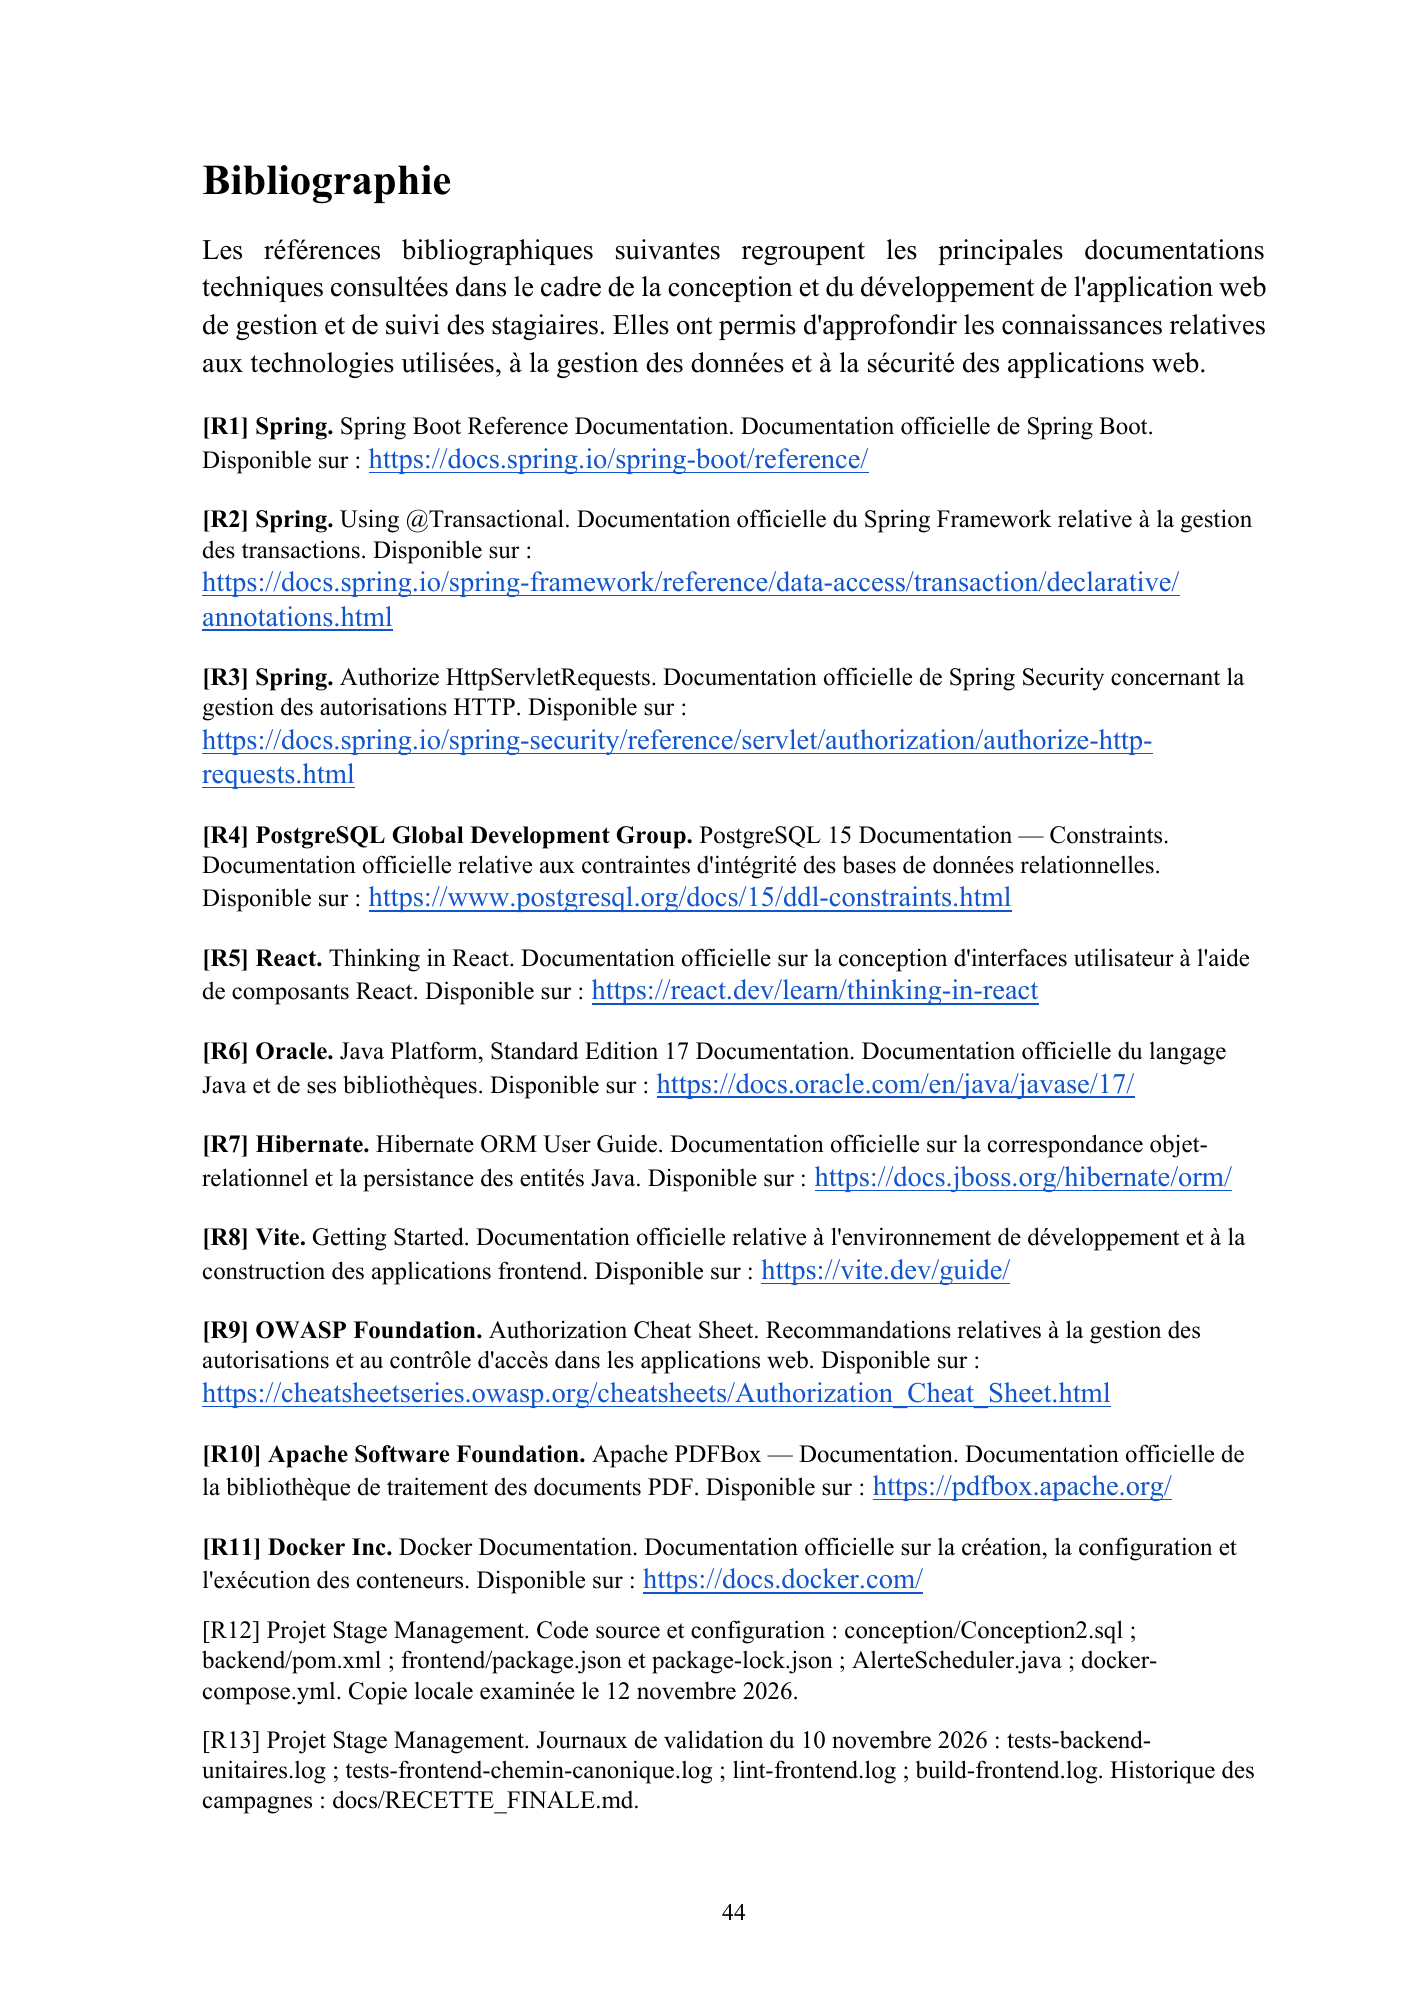 Bibliographie
Les références bibliographiques suivantes regroupent les principales documentations
techniques consultées dans le cadre de la conception et du développement de l'application web
de gestion et de suivi des stagiaires. Elles ont permis d'approfondir les connaissances relatives
aux technologies utilisées, à la gestion des données et à la sécurité des applications web.
[R1] Spring. Spring Boot Reference Documentation. Documentation officielle de Spring Boot.
Disponible sur : https://docs.spring.io/spring-boot/reference/
[R2] Spring. Using @Transactional. Documentation officielle du Spring Framework relative à la gestion
des transactions. Disponible sur :
https://docs.spring.io/spring-framework/reference/data-access/transaction/declarative/
annotations.html
[R3] Spring. Authorize HttpServletRequests. Documentation officielle de Spring Security concernant la
gestion des autorisations HTTP. Disponible sur :
https://docs.spring.io/spring-security/reference/servlet/authorization/authorize-http-
requests.html
[R4] PostgreSQL Global Development Group. PostgreSQL 15 Documentation — Constraints.
Documentation officielle relative aux contraintes d'intégrité des bases de données relationnelles.
Disponible sur : https://www.postgresql.org/docs/15/ddl-constraints.html
[R5] React. Thinking in React. Documentation officielle sur la conception d'interfaces utilisateur à l'aide
de composants React. Disponible sur : https://react.dev/learn/thinking-in-react
[R6] Oracle. Java Platform, Standard Edition 17 Documentation. Documentation officielle du langage
Java et de ses bibliothèques. Disponible sur : https://docs.oracle.com/en/java/javase/17/
[R7] Hibernate. Hibernate ORM User Guide. Documentation officielle sur la correspondance objet-
relationnel et la persistance des entités Java. Disponible sur : https://docs.jboss.org/hibernate/orm/
[R8] Vite. Getting Started. Documentation officielle relative à l'environnement de développement et à la
construction des applications frontend. Disponible sur : https://vite.dev/guide/
[R9] OWASP Foundation. Authorization Cheat Sheet. Recommandations relatives à la gestion des
autorisations et au contrôle d'accès dans les applications web. Disponible sur :
https://cheatsheetseries.owasp.org/cheatsheets/Authorization_Cheat_Sheet.html
[R10] Apache Software Foundation. Apache PDFBox — Documentation. Documentation officielle de
la bibliothèque de traitement des documents PDF. Disponible sur : https://pdfbox.apache.org/
[R11] Docker Inc. Docker Documentation. Documentation officielle sur la création, la configuration et
l'exécution des conteneurs. Disponible sur : https://docs.docker.com/
[R12] Projet Stage Management. Code source et configuration : conception/Conception2.sql ;
backend/pom.xml ; frontend/package.json et package-lock.json ; AlerteScheduler.java ; docker-
compose.yml. Copie locale examinée le 12 novembre 2026.
[R13] Projet Stage Management. Journaux de validation du 10 novembre 2026 : tests-backend-
unitaires.log ; tests-frontend-chemin-canonique.log ; lint-frontend.log ; build-frontend.log. Historique des
campagnes : docs/RECETTE_FINALE.md.
44